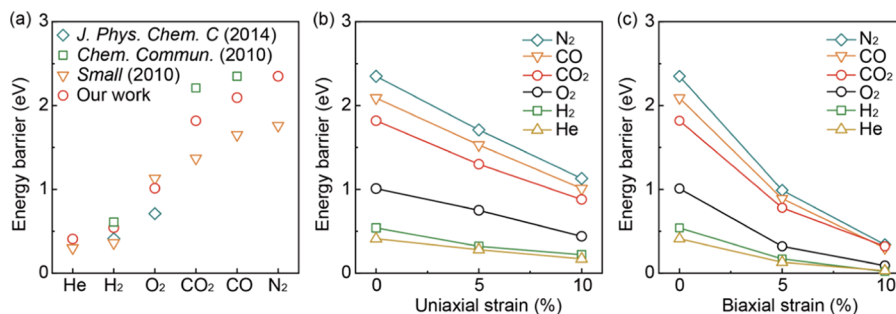 (a)
Energy barrier (eV)
3
2
1
0
J. Phys. Chem. C (2014)
Chem. Commun. (2010)
Small (2010)
Our work
He H₂ O₂ CO₂ CO N₂
(b)
Energy barrier (eV)
3
2
1
0
N₂
CO
CO₂
O₂
H₂
He
0 5 10
Uniaxial strain (%)
(c)
Energy barrier (eV)
3
2
1
0
N₂
CO
CO₂
O₂
H₂
He
0 5 10
Biaxial strain (%)